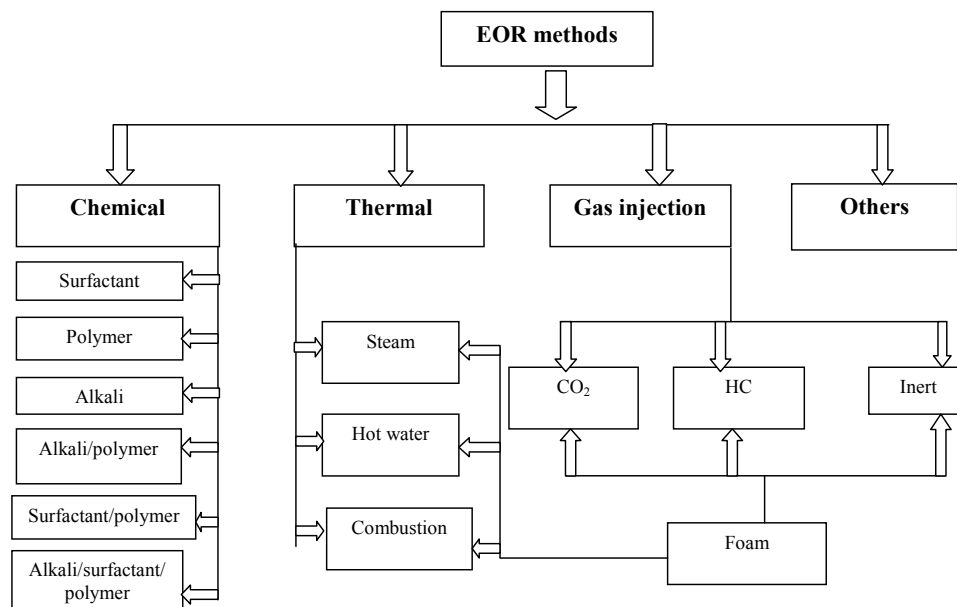 EOR methods
Chemical
Thermal
Gas injection
Others
Surfactant
Polymer
Alkali
Alkali/polymer
Surfactant/polymer
Alkali/surfactant/
polymer
Steam
Hot water
Combustion
CO₂
HC
Inert
Foam